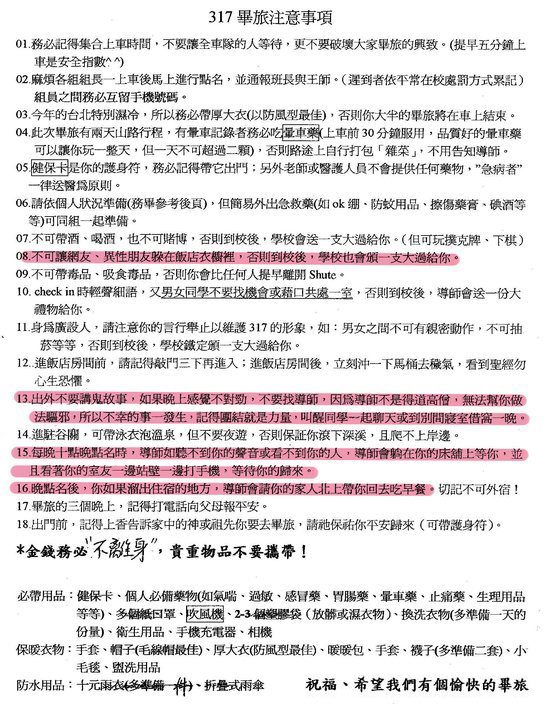 317 畢旅注意事項
01.務必記得集合上車時間，不要讓全車隊的人等待，更不要破壞大家畢旅的興致。(提早五分鐘上
車是安全指數^^)
02.麻煩各組組長一上車後馬上進行點名，並通報班長與王師。(遲到者依平常在校處罰方式累記)
組員之間務必互留手機號碼。
03.今年的台北特別濕冷，所以務必帶厚大衣(以防風型最佳)，否則你大半的畢旅將在車上結束。
04.此次畢旅有兩天山路行程，有暈車記錄者務必吃暈車藥(上車前30分鐘服用，品質好的暈車藥
可以讓你玩一整天，但一天不可超過二顆)，否則路途上自行打包「雜菜」，不用告知導師。
05.健保卡是你的護身符，務必記得帶它出門；另外老師或醫護人員不會提供任何藥物，"急病者"
一律送醫為原則。
06.請依個人狀況準備(務畢參考後頁)，但簡易外出急救藥(如 ok 繃、防蚊用品、擦傷藥膏、碘酒等
等)可同組一起準備。
07.不可帶酒、喝酒，也不可賭博，否則到校後，學校會送一支大過給你。(但可玩撲克牌、下棋)
08.不可讓網友、異性朋友躲在飯店衣櫥裡，否則到校後，學校也會頒一支大過給你。
09.不可帶毒品、吸食毒品，否則你會比任何人提早離開 Shute。
10. check in 時輕聲細語，又男女同學不要找機會或藉口共處一室，否則到校後，導師會送一份大
禮物給你。
11.身為廣設人，請注意你的言行舉止以維護 317 的形象，如：男女之間不可有親密動作，不可抽
菸等等，否則到校後，學校鐵定頒一支大過給你。
12.進飯店房間前，請記得敲門三下再進入；進飯店房間後，立刻沖一下馬桶去穢氣，看到聖經勿
心生恐懼。
13.出外不要講鬼故事，如果晚上感覺不對勁，不要找導師，因為導師不是得道高僧，無法幫你做
法驅邪，所以不幸的事一發生，記得團結就是力量，叫醒同學一起聊天或到別間寢室借窩一晚。
14.進駐谷關，可帶泳衣泡溫泉，但不要夜遊，否則保證你滾下深溪，且爬不上岸邊。
15.每晚十點晚點名時，導師如聽不到你的聲音或看不到你的人，導師會躺在你的床舖上等你，並
且看著你的室友一邊站壁一邊打手機，等待你的歸來。
16.晚點名後，你如果溜出住宿的地方，導師會請你的家人北上帶你回去吃早餐。切記不可外宿！
17.畢旅的三個晚上，記得打電話向父母報平安。
18.出門前，記得上香告訴家中的神或祖先你要去畢旅，請祂保祐你平安歸來（可帶護身符）。
*金錢務必"不離身"，貴重物品不要攜帶！
必帶用品：健保卡、個人必備藥物(如氣喘、過敏、感冒藥、胃腸藥、暈車藥、止痛藥、生理用品
等等)、多個紙口罩、吹風機、2-3 個塑膠袋（放髒或濕衣物）、換洗衣物(多準備一天的
份量)、衛生用品、手機充電器、相機
保暖衣物：手套、帽子(毛線帽最佳)、厚大衣(防風型最佳)、暖暖包、手套、襪子(多準備二套)、小
毛毯、盥洗用品
防水用品：十元雨衣(多準備一件)、折疊式雨傘 祝福、希望我們有個愉快的畢旅